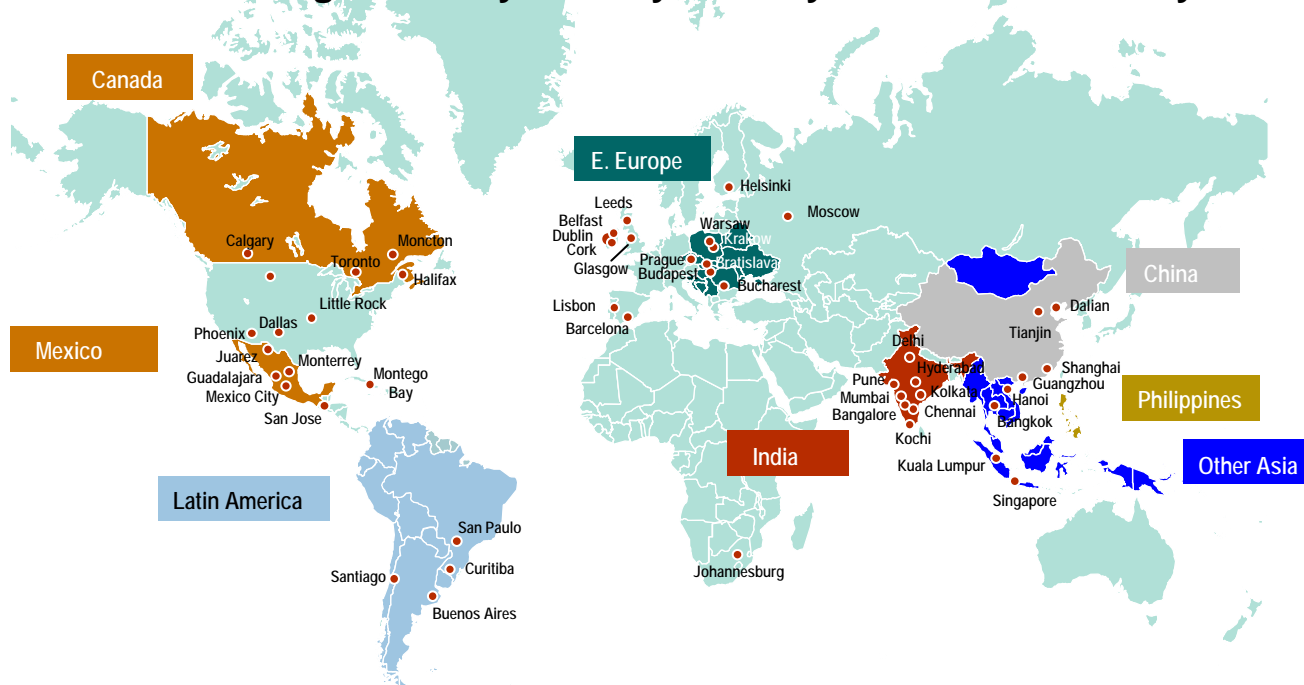 Canada
E. Europe
Helsinki
Leeds
Moscow
Belfast
Warsaw
Dublin
Krakow
Calgary
Moncton
Cork
Toronto
Glasgow
Prague
Bratislava
Budapest
China
Halifax
Bucharest
Little Rock
Lisbon
Dalian
Dallas
Phoenix
Barcelona
Tianjin
Mexico
Delhi
Juarez
Monterrey
Hyderabad
Shanghai
Guadalajara
Montego
Bay
Pune
Guangzhou
Mexico City
Mumbai
Kolkata
Hanoi
Philippines
San Jose
Bangalore
Chennai
Bangkok
Kochi
India
Kuala Lumpur
Other Asia
Latin America
Singapore
San Paulo
Santiago
Curitiba
Johannesburg
Buenos Aires